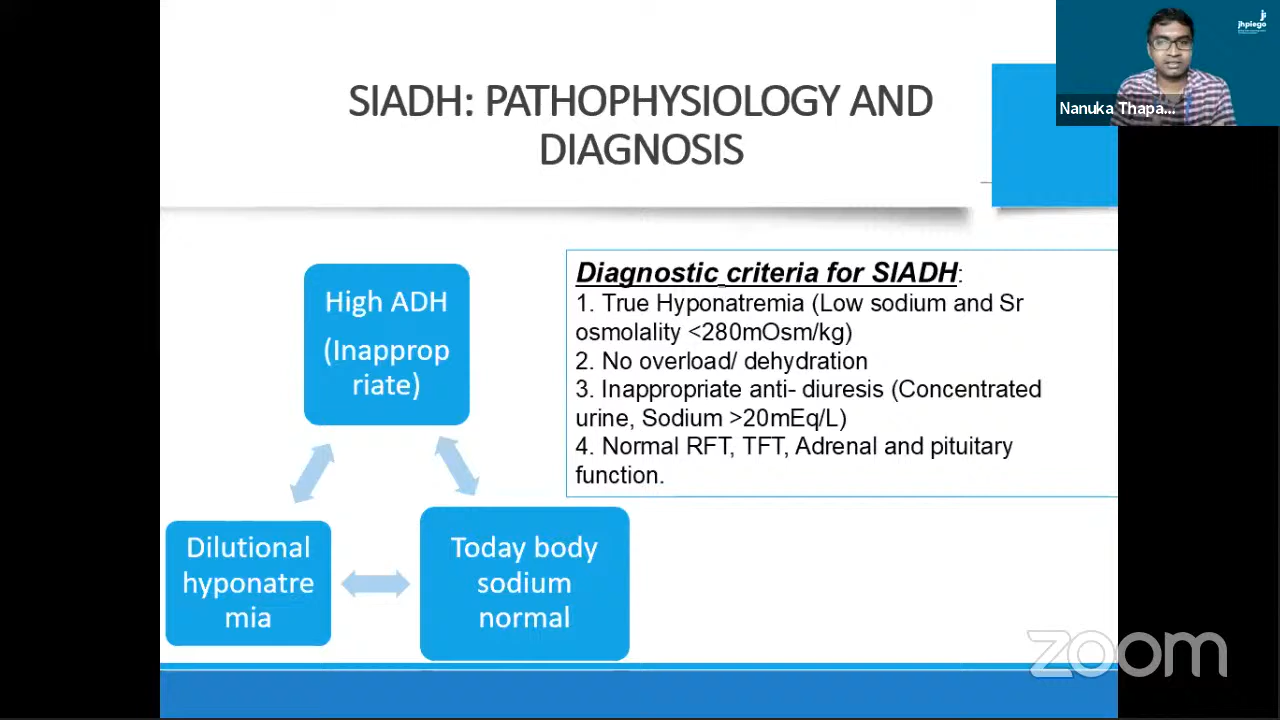 jhpiego
Nanuka Thapa...
SIADH: PATHOPHYSIOLOGY AND
DIAGNOSIS
High ADH
(Inapprop
riate)
Dilutional
hyponatre
mia
Today body
sodium
normal
Diagnostic criteria for SIADH:
1. True Hyponatremia (Low sodium and Sr
osmolality <280mOsm/kg)
2. No overload/ dehydration
3. Inappropriate anti- diuresis (Concentrated
urine, Sodium >20mEq/L)
4. Normal RFT, TFT, Adrenal and pituitary
function.
zoom